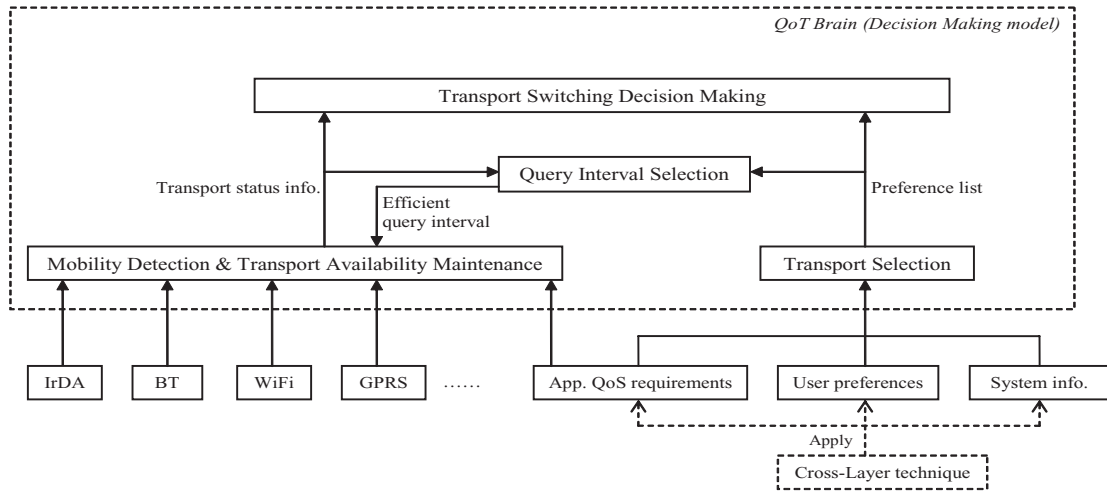 QoT Brain (Decision Making model)
Transport Switching Decision Making
Query Interval Selection
Transport status info.
Preference list
Efficient
query interval
Mobility Detection & Transport Availability Maintenance
Transport Selection
IrDA
BT
WiFi
GPRS
......
App. QoS requirements
User preferences
System info.
Apply
Cross-Layer technique